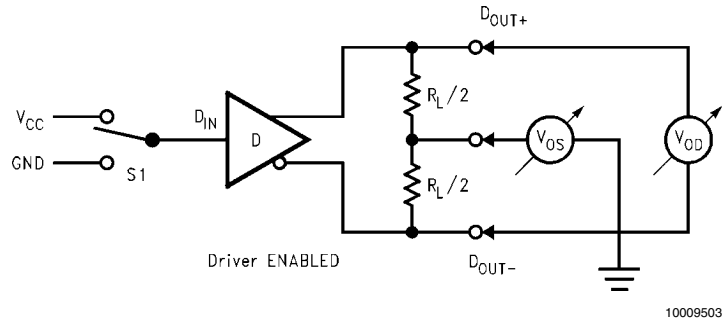 DOUT+
VCC
DIN
RL/2
D
VOS
VOD
GND
S1
RL/2
Driver ENABLED
DOUT-
10009503